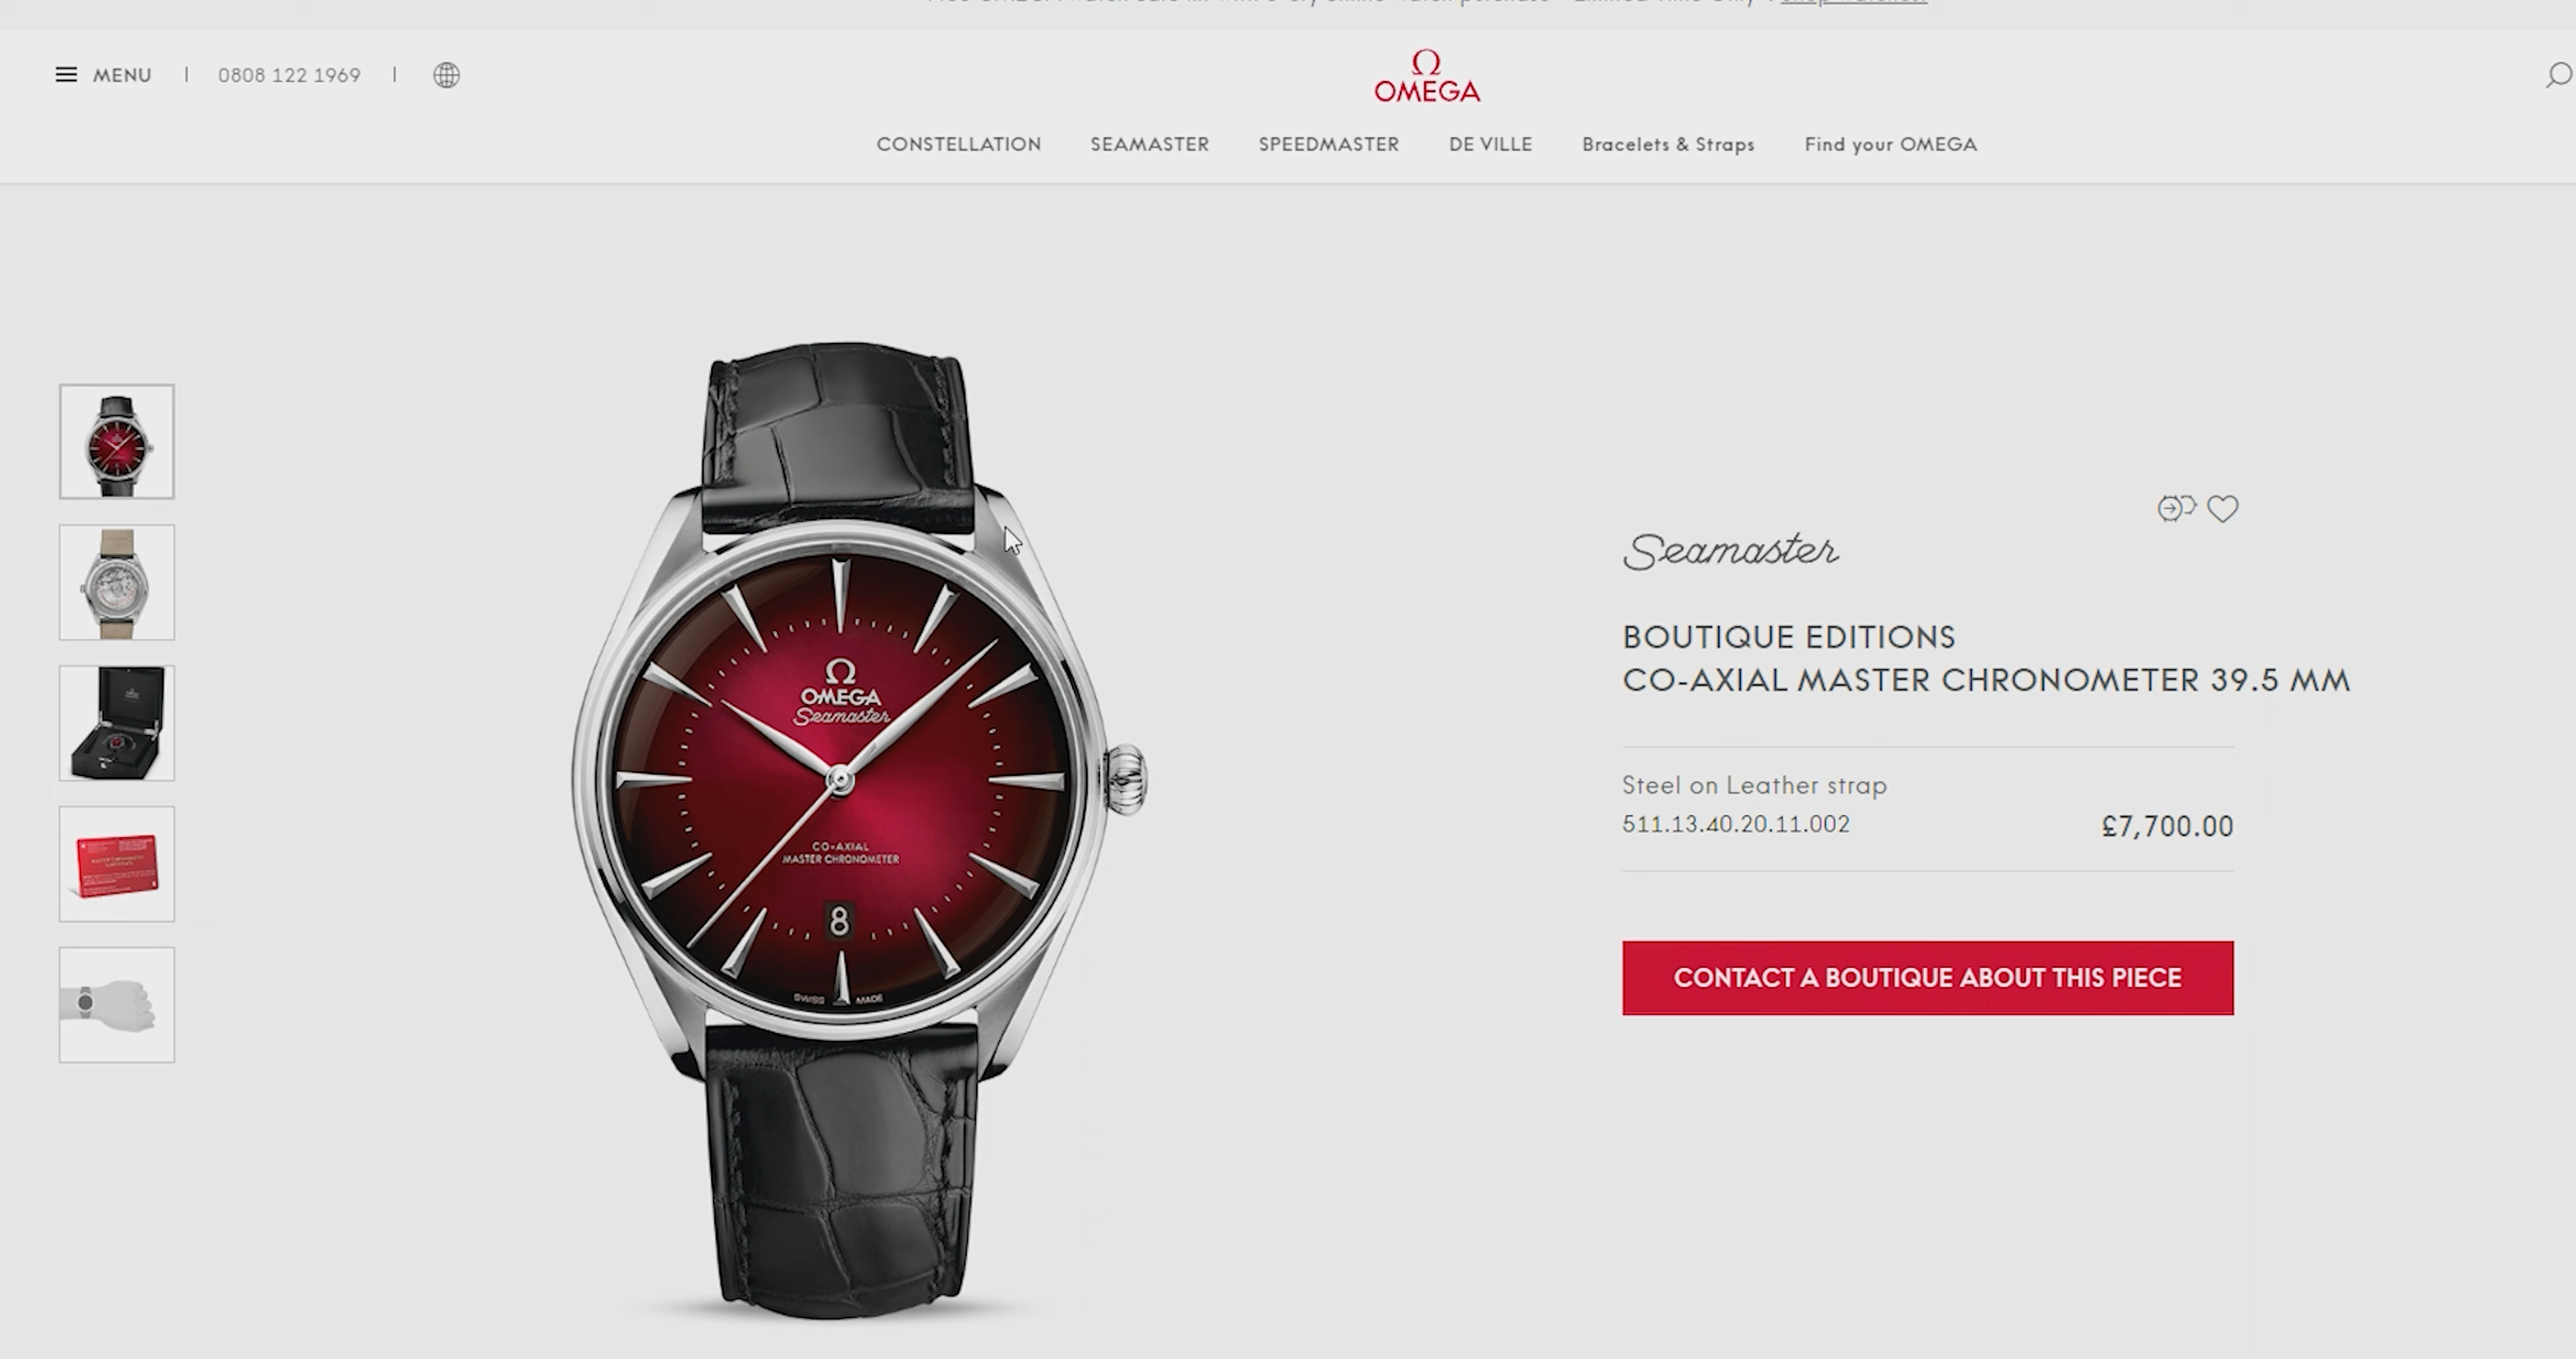 MENU
0808 122 1969
Ω
OMEGA
CONSTELLATION
SEAMASTER
SPEEDMASTER
DE VILLE
Bracelets & Straps
Find your OMEGA
Ω
OMEGA
Seamaster
CO-AXIAL
MASTER CHRONOMETER
8
SWISS MADE
Seamaster
BOUTIQUE EDITIONS
CO-AXIAL MASTER CHRONOMETER 39.5 MM
Steel on Leather strap
511.13.40.20.11.002
£7,700.00
CONTACT A BOUTIQUE ABOUT THIS PIECE